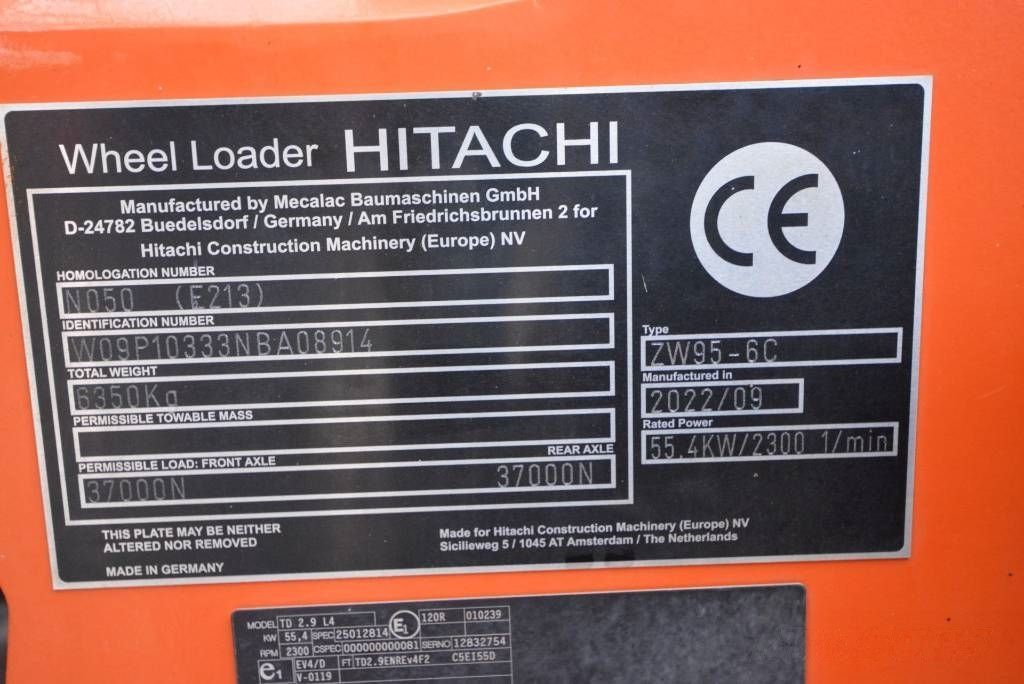 Wheel Loader HITACHI
Manufactured by Mecalac Baumaschinen GmbH
D-24782 Buedelsdorf / Germany / Am Friedrichsbrunnen 2 for
Hitachi Construction Machinery (Europe) NV
HOMOLOGATION NUMBER
N050 (E213)
IDENTIFICATION NUMBER
W09P10333NBA08914
TOTAL WEIGHT
6350Kg
PERMISSIBLE TOWABLE MASS
PERMISSIBLE LOAD: FRONT AXLE REAR AXLE
37000N 37000N
CE
Type
ZW95-6C
Manufactured in
2022/09
Rated Power
55.4KW/2300 1/min
THIS PLATE MAY BE NEITHER
ALTERED NOR REMOVED
MADE IN GERMANY
Made for Hitachi Construction Machinery (Europe) NV
Sicilieweg 5 / 1045 AT Amsterdam / The Netherlands
MODEL TD 2.9 L4 E1 120R 010239
KW 55,4 SPEC 25012814
RPM 2300 CSPEC 000000000081 SERNO 12832754
e1 EV4/D FT TD2.9ENREv4F2 C5EI55D
V-0119